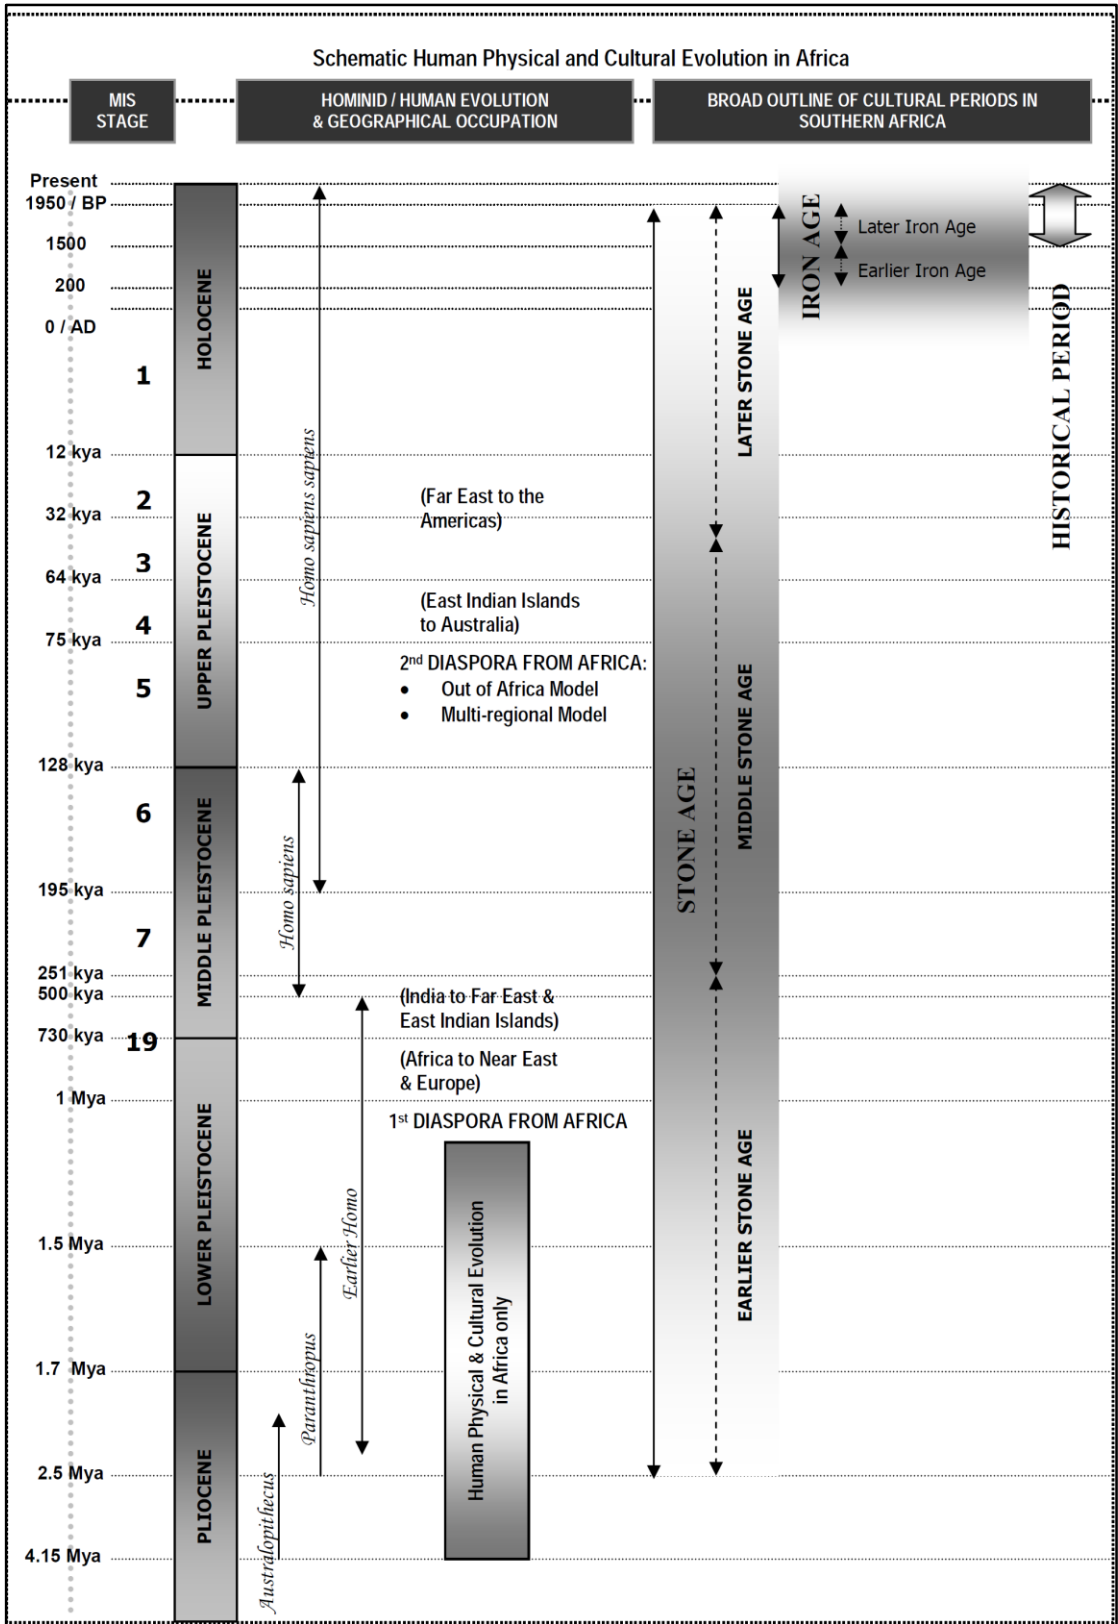 Schematic Human Physical and Cultural Evolution in Africa
MIS
STAGE
HOMINID / HUMAN EVOLUTION
& GEOGRAPHICAL OCCUPATION
BROAD OUTLINE OF CULTURAL PERIODS IN
SOUTHERN AFRICA
Present
1950 / BP
1500
200
0 / AD
12 kya
32 kya
64 kya
75 kya
128 kya
195 kya
251 kya
500 kya
730 kya
1 Mya
1.5 Mya
1.7 Mya
2.5 Mya
4.15 Mya
1
2
3
4
5
6
7
19
HOLOCENE
UPPER PLEISTOCENE
MIDDLE PLEISTOCENE
LOWER PLEISTOCENE
PLIOCENE
Homo sapiens sapiens
Homo sapiens
Earlier Homo
Paranthropus
Australopithecus
(Far East to the
Americas)
(East Indian Islands
to Australia)
2nd DIASPORA FROM AFRICA:
• Out of Africa Model
• Multi-regional Model
(India to Far East &
East Indian Islands)
(Africa to Near East
& Europe)
1st DIASPORA FROM AFRICA
Human Physical & Cultural Evolution
in Africa only
STONE AGE
LATER STONE AGE
MIDDLE STONE AGE
EARLIER STONE AGE
IRON AGE
Later Iron Age
Earlier Iron Age
HISTORICAL PERIOD